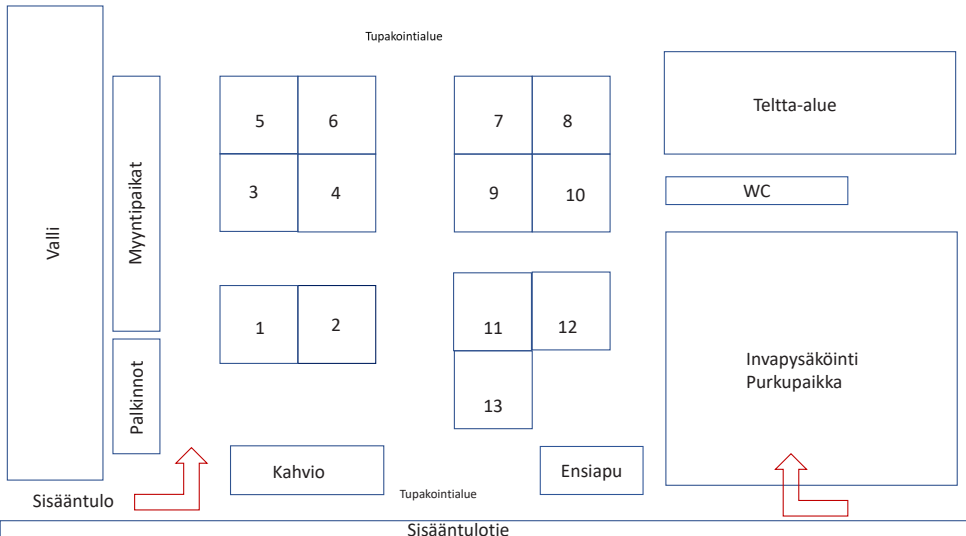 Tupakointialue
Valli
Myyntipaikat
Palkinnot
5
6
3
4
1
2
7
8
9
10
11
12
13
Teltta-alue
WC
Invapysäköinti
Purkupaikka
Kahvio
Ensiapu
Tupakointialue
Sisääntulo
Sisääntulotie